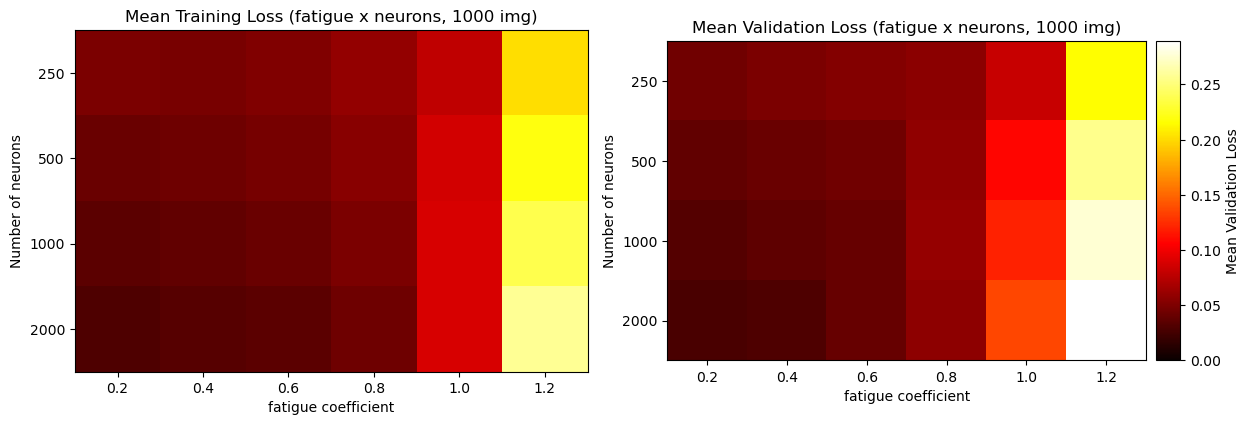 Mean Training Loss (fatigue x neurons, 1000 img)
Number of neurons
250
500
1000
2000
0.2 0.4 0.6 0.8 1.0 1.2
fatigue coefficient
Mean Validation Loss (fatigue x neurons, 1000 img)
Number of neurons
250
500
1000
2000
0.2 0.4 0.6 0.8 1.0 1.2
fatigue coefficient
0.25
0.20
0.15
0.10
0.05
0.00
Mean Validation Loss